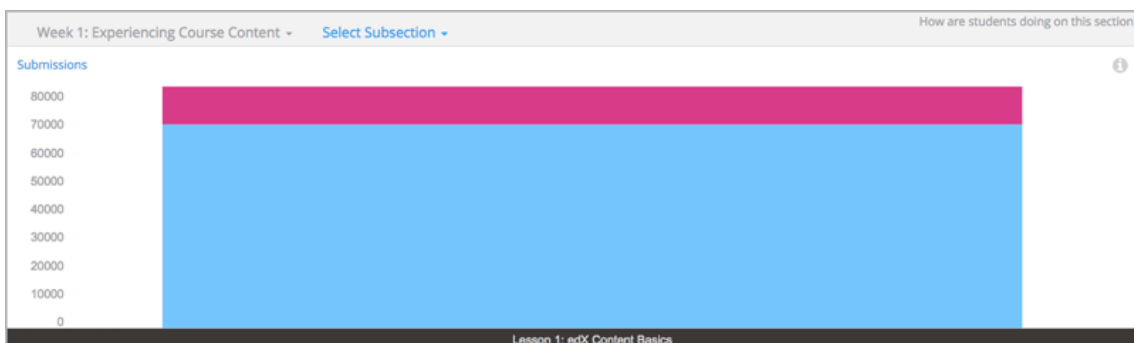 How are students doing on this section
Week 1: Experiencing Course Content Select Subsection
Submissions
80000
70000
60000
50000
40000
30000
20000
10000
0
Lesson 1: edX Content Basics